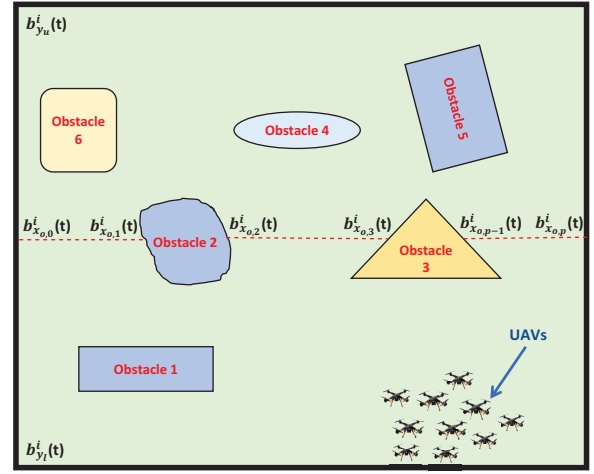 b^i_{y_u}(t)
Obstacle 5
Obstacle
6
Obstacle 4
b^i_{x_{o,0}}(t) b^i_{x_{o,1}}(t) Obstacle 2 b^i_{x_{o,2}}(t) b^i_{x_{o,3}}(t) b^i_{x_{o,p-1}}(t) b^i_{x_{o,p}}(t)
Obstacle
3
UAVs
Obstacle 1
b^i_{y_l}(t)